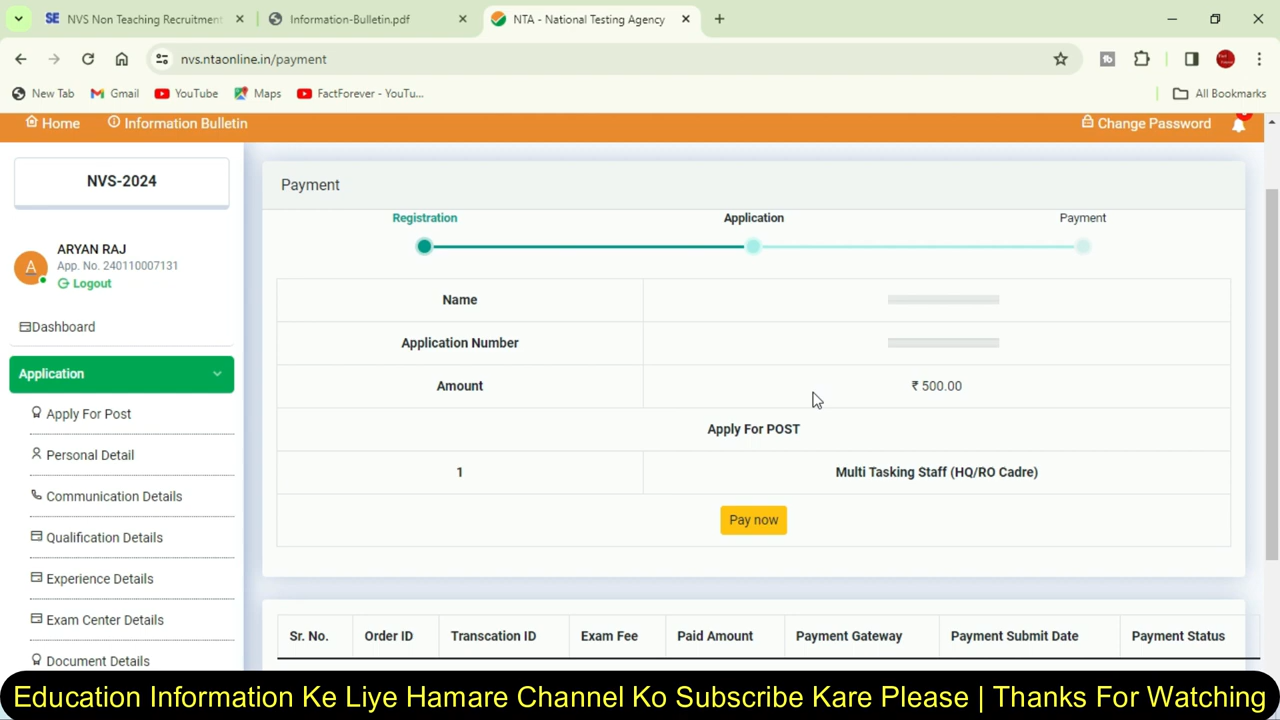 NVS Non Teaching Recruitment
Information-Bulletin.pdf
NTA - National Testing Agency
nvs.ntaonline.in/payment
New Tab
Gmail
YouTube
Maps
FactForever - YouTu...
All Bookmarks
Home
Information Bulletin
Change Password
NVS-2024
ARYAN RAJ
App. No. 240110007131
Logout
Dashboard
Application
Apply For Post
Personal Detail
Communication Details
Qualification Details
Experience Details
Exam Center Details
Document Details
Payment
Registration Application Payment
Name
Application Number
Amount ₹ 500.00
Apply For POST
1 Multi Tasking Staff (HQ/RO Cadre)
Pay now
Sr. No. Order ID Transcation ID Exam Fee Paid Amount Payment Gateway Payment Submit Date Payment Status
Education Information Ke Liye Hamare Channel Ko Subscribe Kare Please | Thanks For Watching